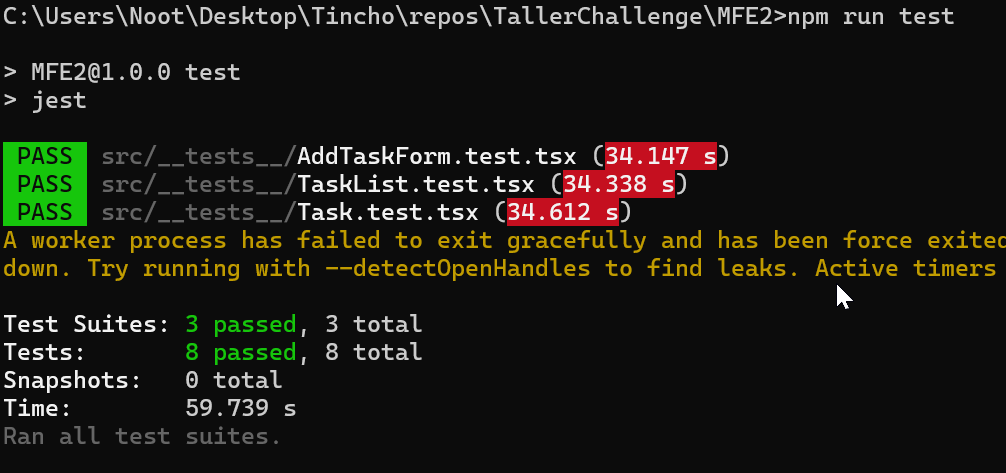 C:\Users\Noot\Desktop\Tincho\repos\TallerChallenge\MFE2>npm run test
> MFE2@1.0.0 test
> jest
PASS src/__tests__/AddTaskForm.test.tsx (34.147 s)
PASS src/__tests__/TaskList.test.tsx (34.338 s)
PASS src/__tests__/Task.test.tsx (34.612 s)
A worker process has failed to exit gracefully and has been force exited
down. Try running with --detectOpenHandles to find leaks. Active timers
Test Suites: 3 passed, 3 total
Tests: 8 passed, 8 total
Snapshots: 0 total
Time: 59.739 s
Ran all test suites.